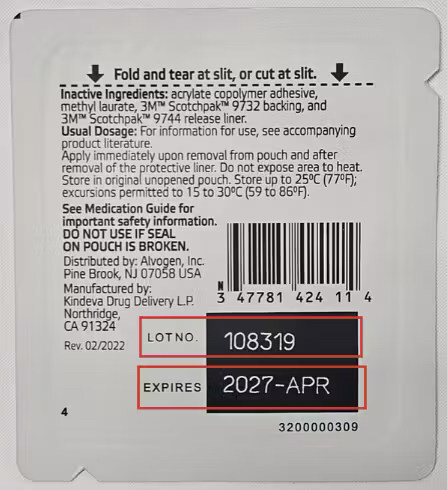 Fold and tear at slit, or cut at slit.
Inactive Ingredients: acrylate copolymer adhesive,
methyl laurate, 3M™ Scotchpak™ 9732 backing, and
3M™ Scotchpak™ 9744 release liner.
Usual Dosage: For information for use, see accompanying
product literature.
Apply immediately upon removal from pouch and after
removal of the protective liner. Do not expose area to heat.
Store in original unopened pouch. Store up to 25ºC (77ºF);
excursions permitted to 15 to 30ºC (59 to 86ºF).
See Medication Guide for
important safety information.
DO NOT USE IF SEAL
ON POUCH IS BROKEN.
Distributed by: Alvogen, Inc.
Pine Brook, NJ 07058 USA
Manufactured by:
Kindeva Drug Delivery L.P.
Northridge,
CA 91324
Rev. 02/2022
N
3 47781 424 11 4
LOT NO. 108319
EXPIRES 2027-APR
4
3200000309